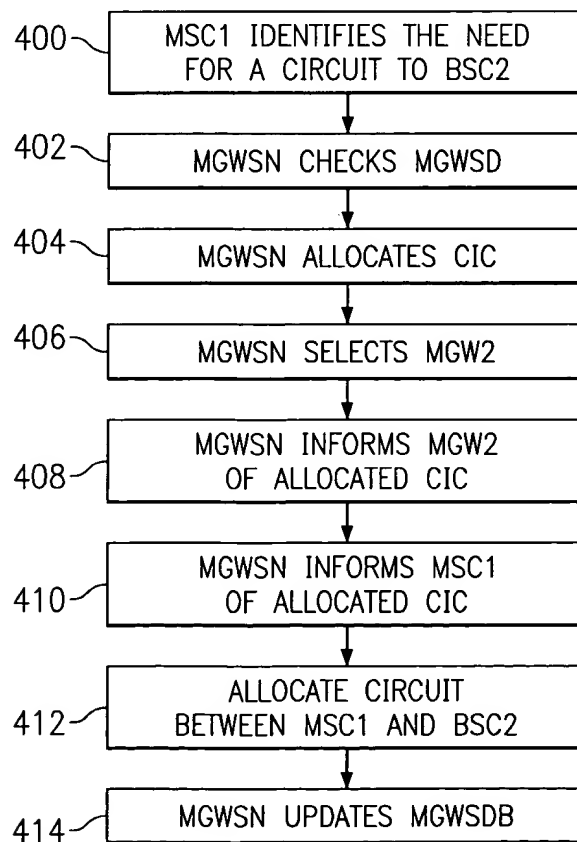 400
MSC1 IDENTIFIES THE NEED
FOR A CIRCUIT TO BSC2
402
MGWSN CHECKS MGWSD
404
MGWSN ALLOCATES CIC
406
MGWSN SELECTS MGW2
408
MGWSN INFORMS MGW2
OF ALLOCATED CIC
410
MGWSN INFORMS MSC1
OF ALLOCATED CIC
412
ALLOCATE CIRCUIT
BETWEEN MSC1 AND BSC2
414
MGWSN UPDATES MGWSDB